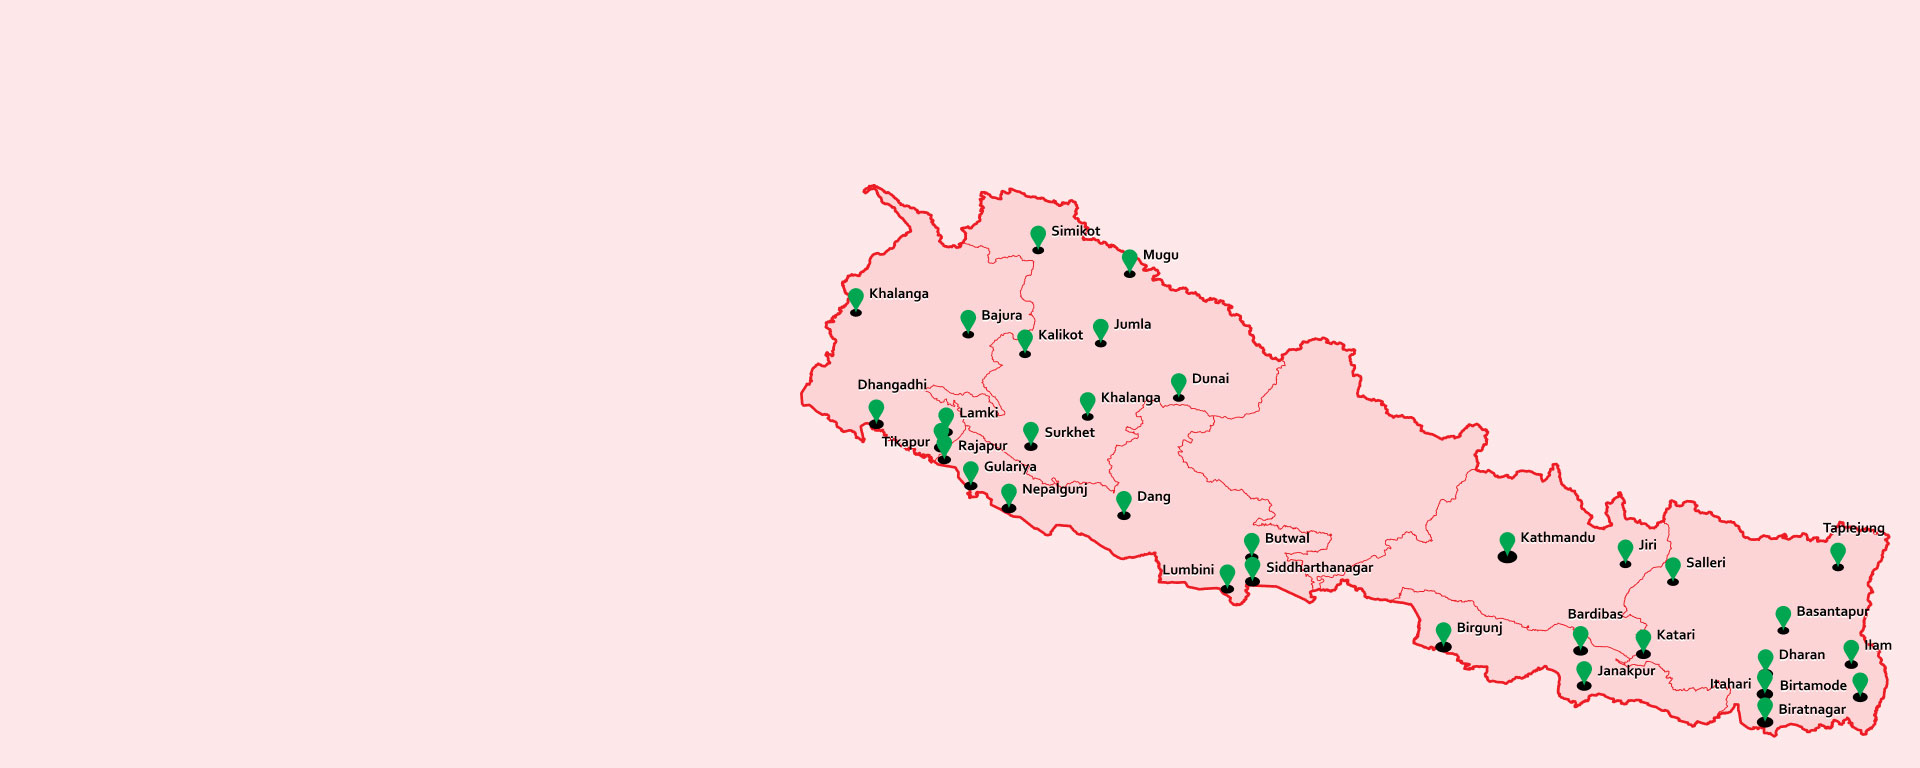 Simikot
Mugu
Khalanga
Bajura
Jumla
Kalikot
Dunai
Dhangadhi
Khalanga
Lamki
Surkhet
Tikapur
Rajapur
Gulariya
Nepalgunj
Dang
Taplejung
Kathmandu
Butwal
Jiri
Salleri
Siddharthanagar
Lumbini
Basantapur
Bardibas
Birgunj
Katari
Ilam
Dharan
Janakpur
Itahari
Birtamode
Biratnagar